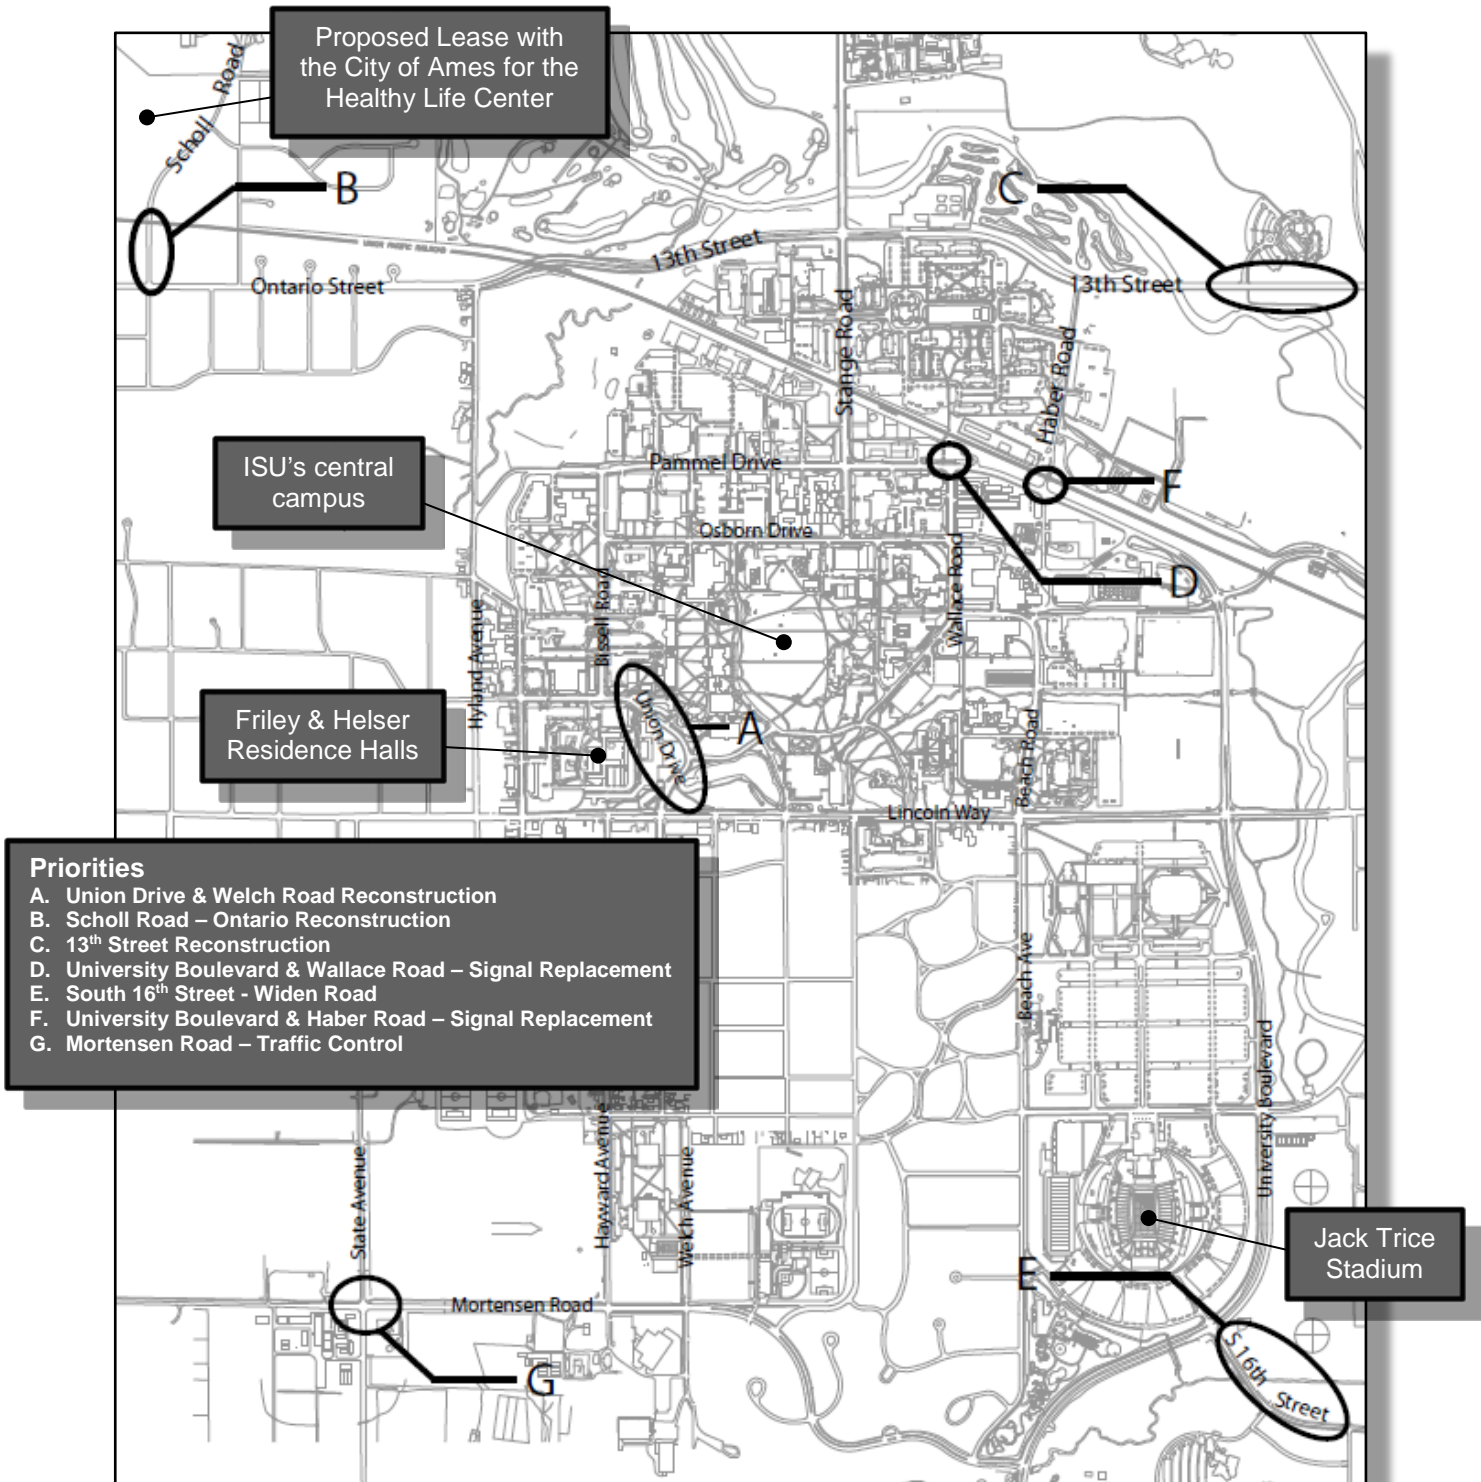 Proposed Lease with
the City of Ames for the
Healthy Life Center
Scholl Road
B
C
UNION PACIFIC RAILROAD
13th Street
13th Street
Ontario Street
Stange Road
Haber Road
ISU's central
campus
Pammel Drive
F
Osborn Drive
D
Wallace Road
Bissell Road
Hyland Avenue
Friley & Helser
Residence Halls
Union Drive
A
Beach Road
Lincoln Way
Priorities
A. Union Drive & Welch Road Reconstruction
B. Scholl Road – Ontario Reconstruction
C. 13th Street Reconstruction
D. University Boulevard & Wallace Road – Signal Replacement
E. South 16th Street - Widen Road
F. University Boulevard & Haber Road – Signal Replacement
G. Mortensen Road – Traffic Control
Beach Ave
University Boulevard
State Avenue
Hayward Avenue
Welch Avenue
Jack Trice
Stadium
E
Mortensen Road
G
S 16th Street